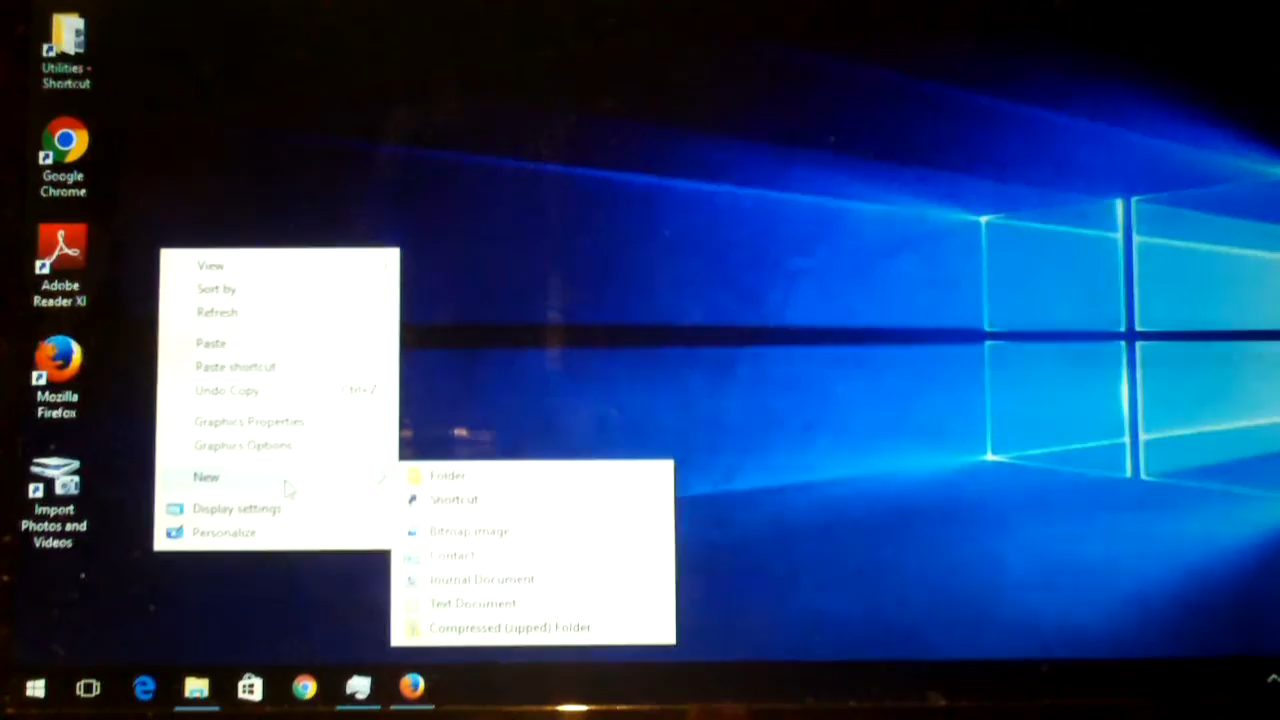 Utilities -
Shortcut
Google
Chrome
Adobe
Reader XI
Mozilla
Firefox
Import
Photos and
Videos
View
Sort by
Refresh
Paste
Paste shortcut
Undo Copy Ctrl+Z
Graphics Properties
Graphics Options
New
Display settings
Personalize
Folder
Shortcut
Bitmap image
Contact
Journal Document
Text Document
Compressed (zipped) Folder